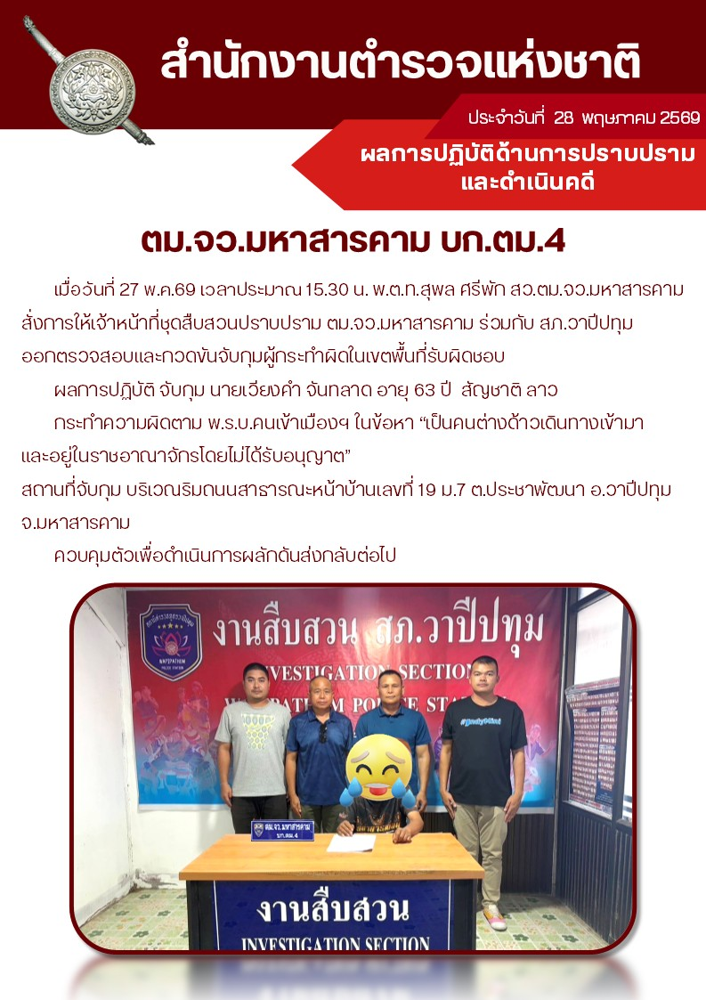 สำนักงานตำรวจแห่งชาติ
ประจำวันที่ 28 พฤษภาคม 2569
ผลการปฏิบัติด้านการปราบปราม
และดำเนินคดี
ตม.จว.มหาสารคาม บก.ตม.4
เมื่อวันที่ 27 พ.ค.69 เวลาประมาณ 15.30 น. พ.ต.ท.สุพล ศรีพัก สว.ตม.จว.มหาสารคาม
สั่งการให้เจ้าหน้าที่ชุดสืบสวนปราบปราม ตม.จว.มหาสารคาม ร่วมกับ สภ.วาปีปทุม
ออกตรวจสอบและกวดขันจับกุมผู้กระทำผิดในเขตพื้นที่รับผิดชอบ
ผลการปฏิบัติ จับกุม นายเวียงคำ จันทลาด อายุ 63 ปี สัญชาติ ลาว
กระทำความผิดตาม พ.ร.บ.คนเข้าเมืองฯ ในข้อหา “เป็นคนต่างด้าวเดินทางเข้ามา
และอยู่ในราชอาณาจักรโดยไม่ได้รับอนุญาต”
สถานที่จับกุม บริเวณริมถนนสาธารณะหน้าบ้านเลขที่ 19 ม.7 ต.ประชาพัฒนา อ.วาปีปทุม
จ.มหาสารคาม
ควบคุมตัวเพื่อดำเนินการผลักดันส่งกลับต่อไป
งานสืบสวน สภ.วาปีปทุม
INVESTIGATION SECTION
WAPIPATHUM
POLICE STATION
PATHUM POLICE STA
#BodyMini
ตม.จว.มหาสารคาม
บก.ตม.4
งานสืบสวน
INVESTIGATION SECTION